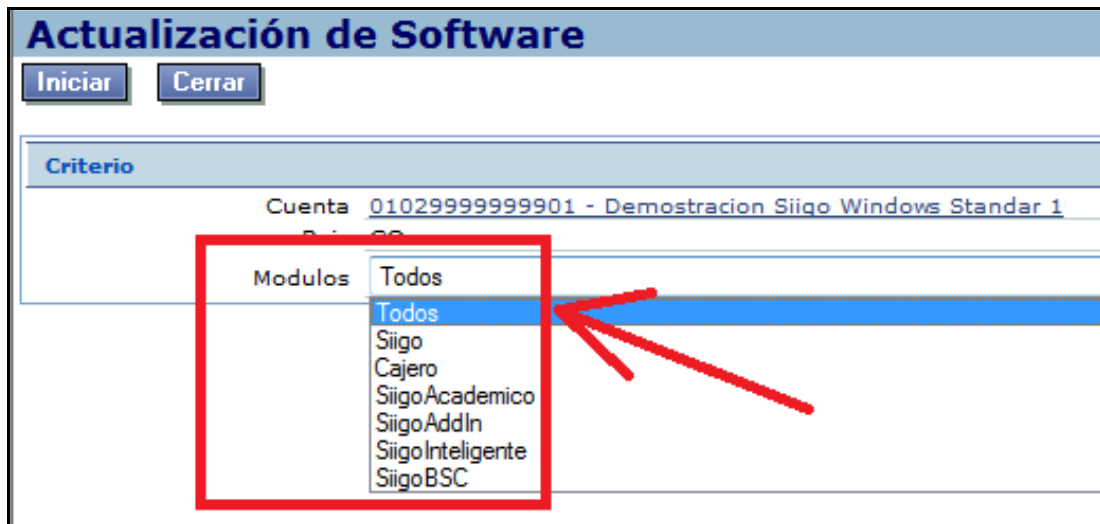 Actualización de Software
Iniciar Cerrar
Criterio
Cuenta 01029999999901 - Demostracion Siigo Windows Standar 1
Modulos Todos
Todos
Siigo
Cajero
SiigoAcademico
SiigoAddIn
SiigoInteligente
SiigoBSC